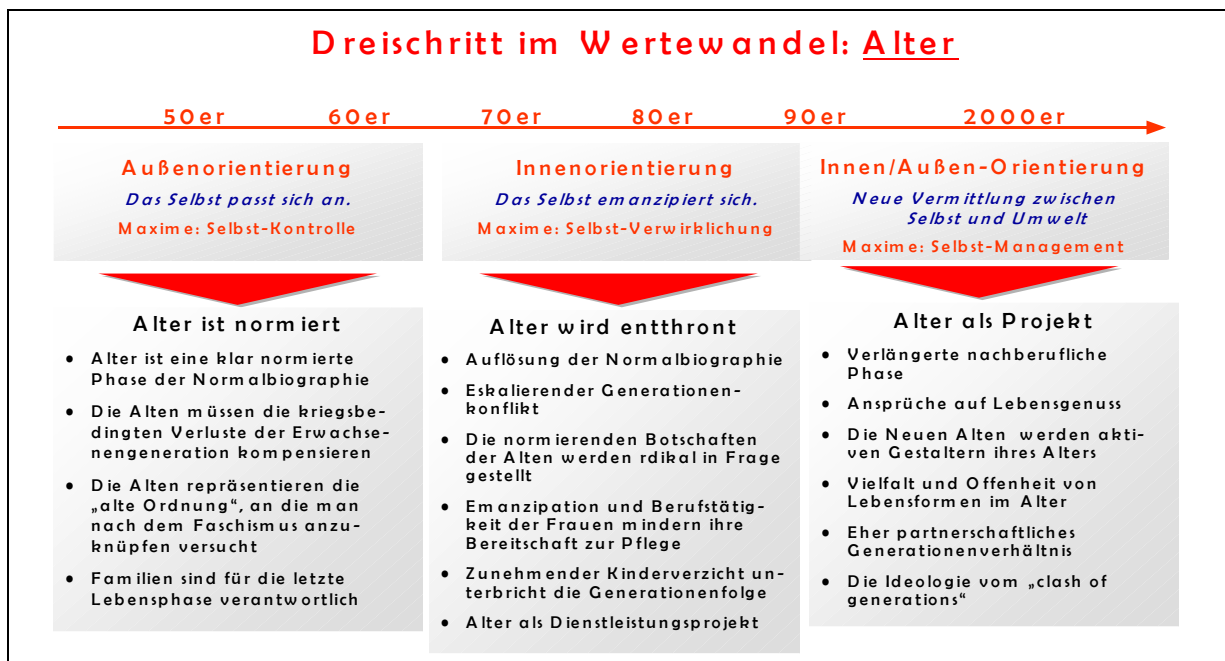 Dreischritt im Wertewandel: Alter
50er 60er 70er 80er 90er 2000er
Außenorientierung
Das Selbst passt sich an.
Maxime: Selbst-Kontrolle
Innenorientierung
Das Selbst emanzipiert sich.
Maxime: Selbst-Verwirklichung
Innen/Außen-Orientierung
Neue Vermittlung zwischen
Selbst und Umwelt
Maxime: Selbst-Management
Alter ist normiert
• Alter ist eine klar normierte
Phase der Normalbiographie
• Die Alten müssen die kriegsbe-
dingten Verluste der Erwachse-
nengeneration kompensieren
• Die Alten repräsentieren die
„alte Ordnung“, an die man
nach dem Faschismus anzu-
knüpfen versucht
• Familien sind für die letzte
Lebensphase verantwortlich
Alter wird entthront
• Auflösung der Normalbiographie
• Eskalierender Generationen-
konflikt
• Die normierenden Botschaften
der Alten werden rdikal in Frage
gestellt
• Emanzipation und Berufstätig-
keit der Frauen mindern ihre
Bereitschaft zur Pflege
• Zunehmender Kinderverzicht un-
terbricht die Generationenfolge
• Alter als Dienstleistungsprojekt
Alter als Projekt
• Verlängerte nachberufliche
Phase
• Ansprüche auf Lebensgenuss
• Die Neuen Alten werden akti-
ven Gestaltern ihres Alters
• Vielfalt und Offenheit von
Lebensformen im Alter
• Eher partnerschaftliches
Generationenverhältnis
• Die Ideologie vom „clash of
generations“